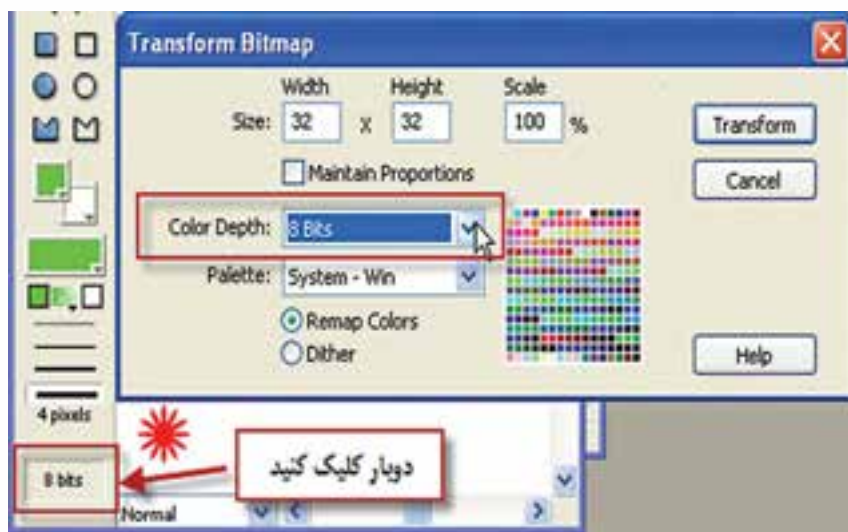 Transform Bitmap
Width Height Scale
Size: 32 x 32 100 %
Transform
Maintain Proportions
Cancel
Color Depth: 8 Bits
Palette: System - Win
Remap Colors
Dither
Help
4 pixels
8 bits
دوبار کلیک کنید
Normal